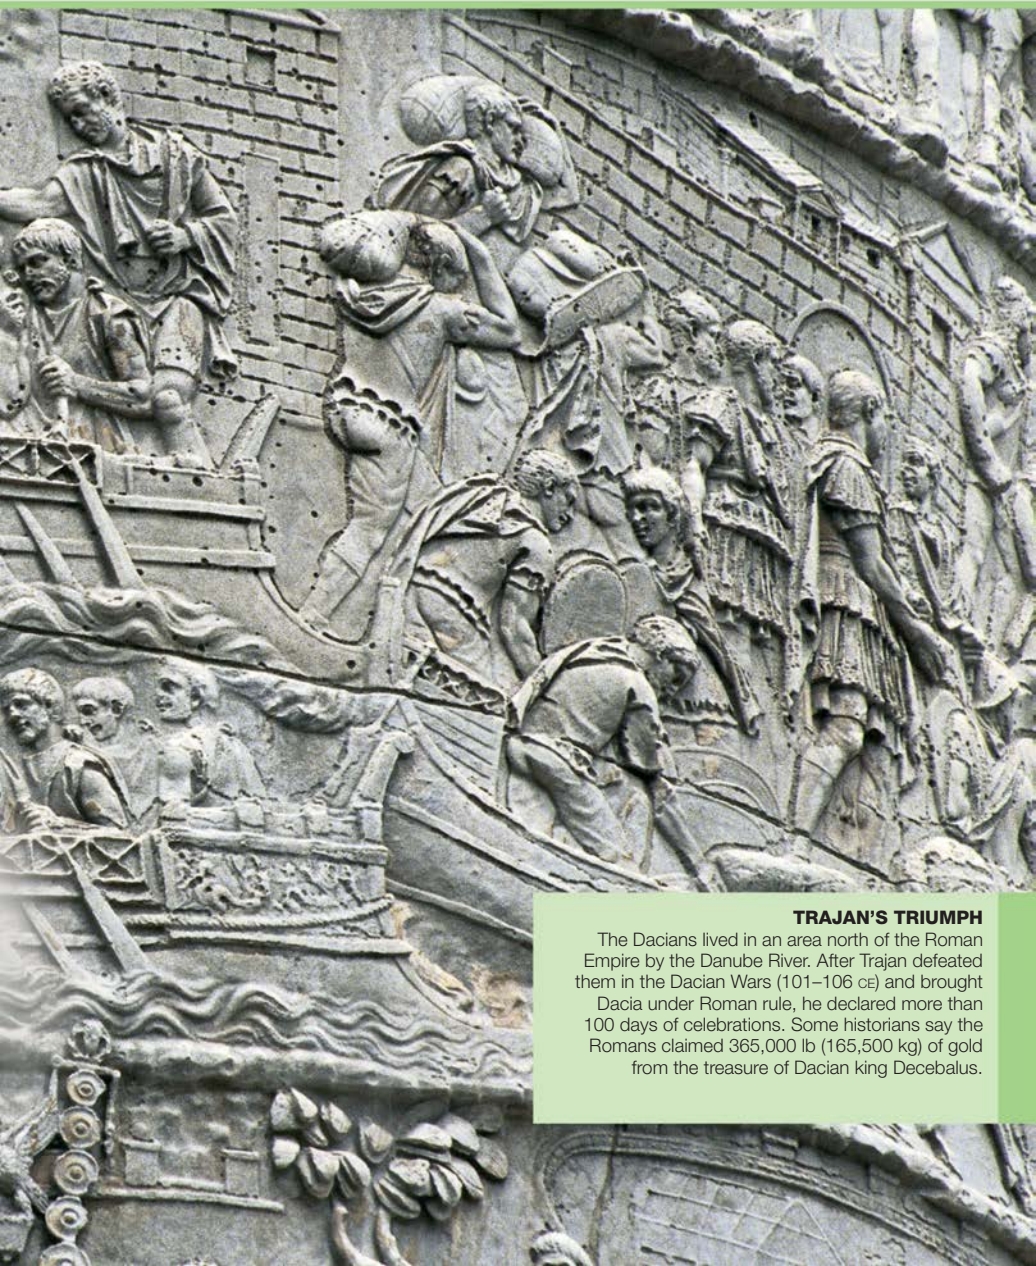 TRAJAN’S TRIUMPH
The Dacians lived in an area north of the Roman
Empire by the Danube River. After Trajan defeated
them in the Dacian Wars (101–106 CE) and brought
Dacia under Roman rule, he declared more than
100 days of celebrations. Some historians say the
Romans claimed 365,000 lb (165,500 kg) of gold
from the treasure of Dacian king Decebalus.